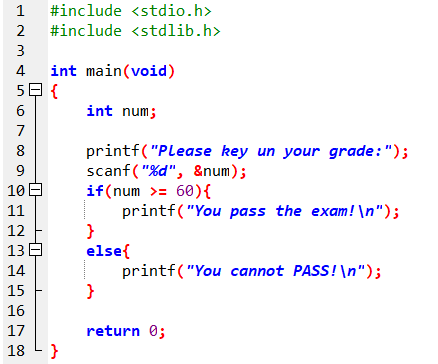 1 #include <stdio.h>
2 #include <stdlib.h>
3
4 int main(void)
5 {
6     int num;
7
8     printf("Please key un your grade:");
9     scanf("%d", &num);
10     if(num >= 60){
11         printf("You pass the exam!\n");
12     }
13     else{
14         printf("You cannot PASS!\n");
15     }
16
17     return 0;
18 }